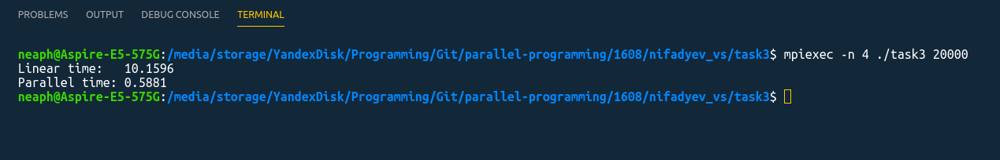 PROBLEMS OUTPUT DEBUG CONSOLE TERMINAL
neaph@Aspire-E5-575G:/media/storage/YandexDisk/Programming/Git/parallel-programming/1608/nifadyev_vs/task3$ mpiexec -n 4 ./task3 20000
Linear time:   10.1596
Parallel time: 0.5881
neaph@Aspire-E5-575G:/media/storage/YandexDisk/Programming/Git/parallel-programming/1608/nifadyev_vs/task3$